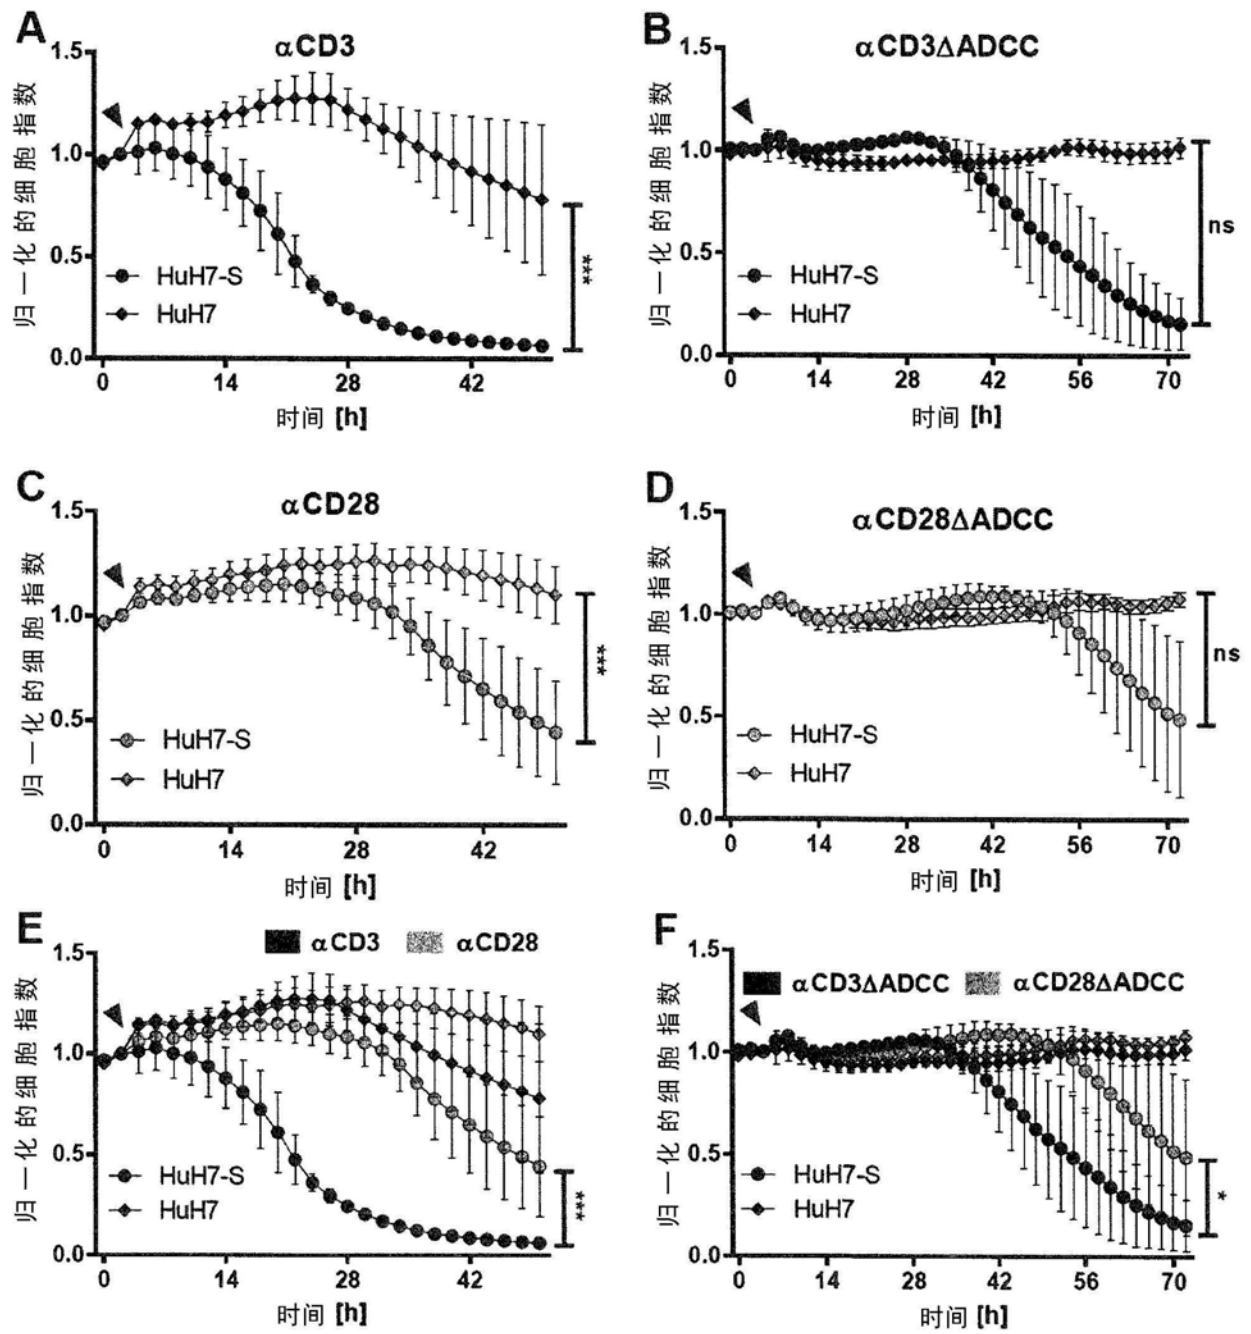 A
αCD3
归一化的细胞指数
1.5
1.0
0.5
0.0
HuH7-S
HuH7
***
0 14 28 42
时间 [h]
B
αCD3ΔADCC
归一化的细胞指数
1.5
1.0
0.5
0.0
HuH7-S
HuH7
ns
0 14 28 42 56 70
时间 [h]
C
αCD28
归一化的细胞指数
1.5
1.0
0.5
0.0
HuH7-S
HuH7
***
0 14 28 42
时间 [h]
D
αCD28ΔADCC
归一化的细胞指数
1.5
1.0
0.5
0.0
HuH7-S
HuH7
ns
0 14 28 42 56 70
时间 [h]
E
αCD3 αCD28
归一化的细胞指数
1.5
1.0
0.5
0.0
HuH7-S
HuH7
***
0 14 28 42
时间 [h]
F
αCD3ΔADCC αCD28ΔADCC
归一化的细胞指数
1.5
1.0
0.5
0.0
HuH7-S
HuH7
*
0 14 28 42 56 70
时间 [h]